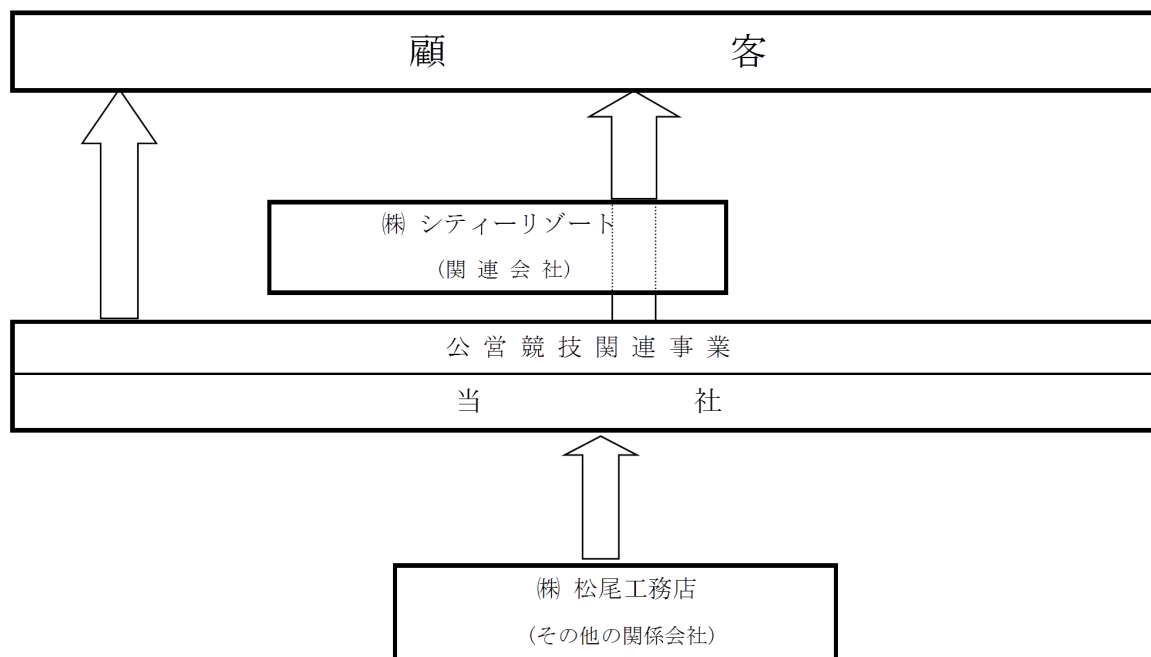 顧客
㈱ シティーリゾート
(関連会社)
公営競技関連事業
当社
㈱ 松尾工務店
(その他の関係会社)